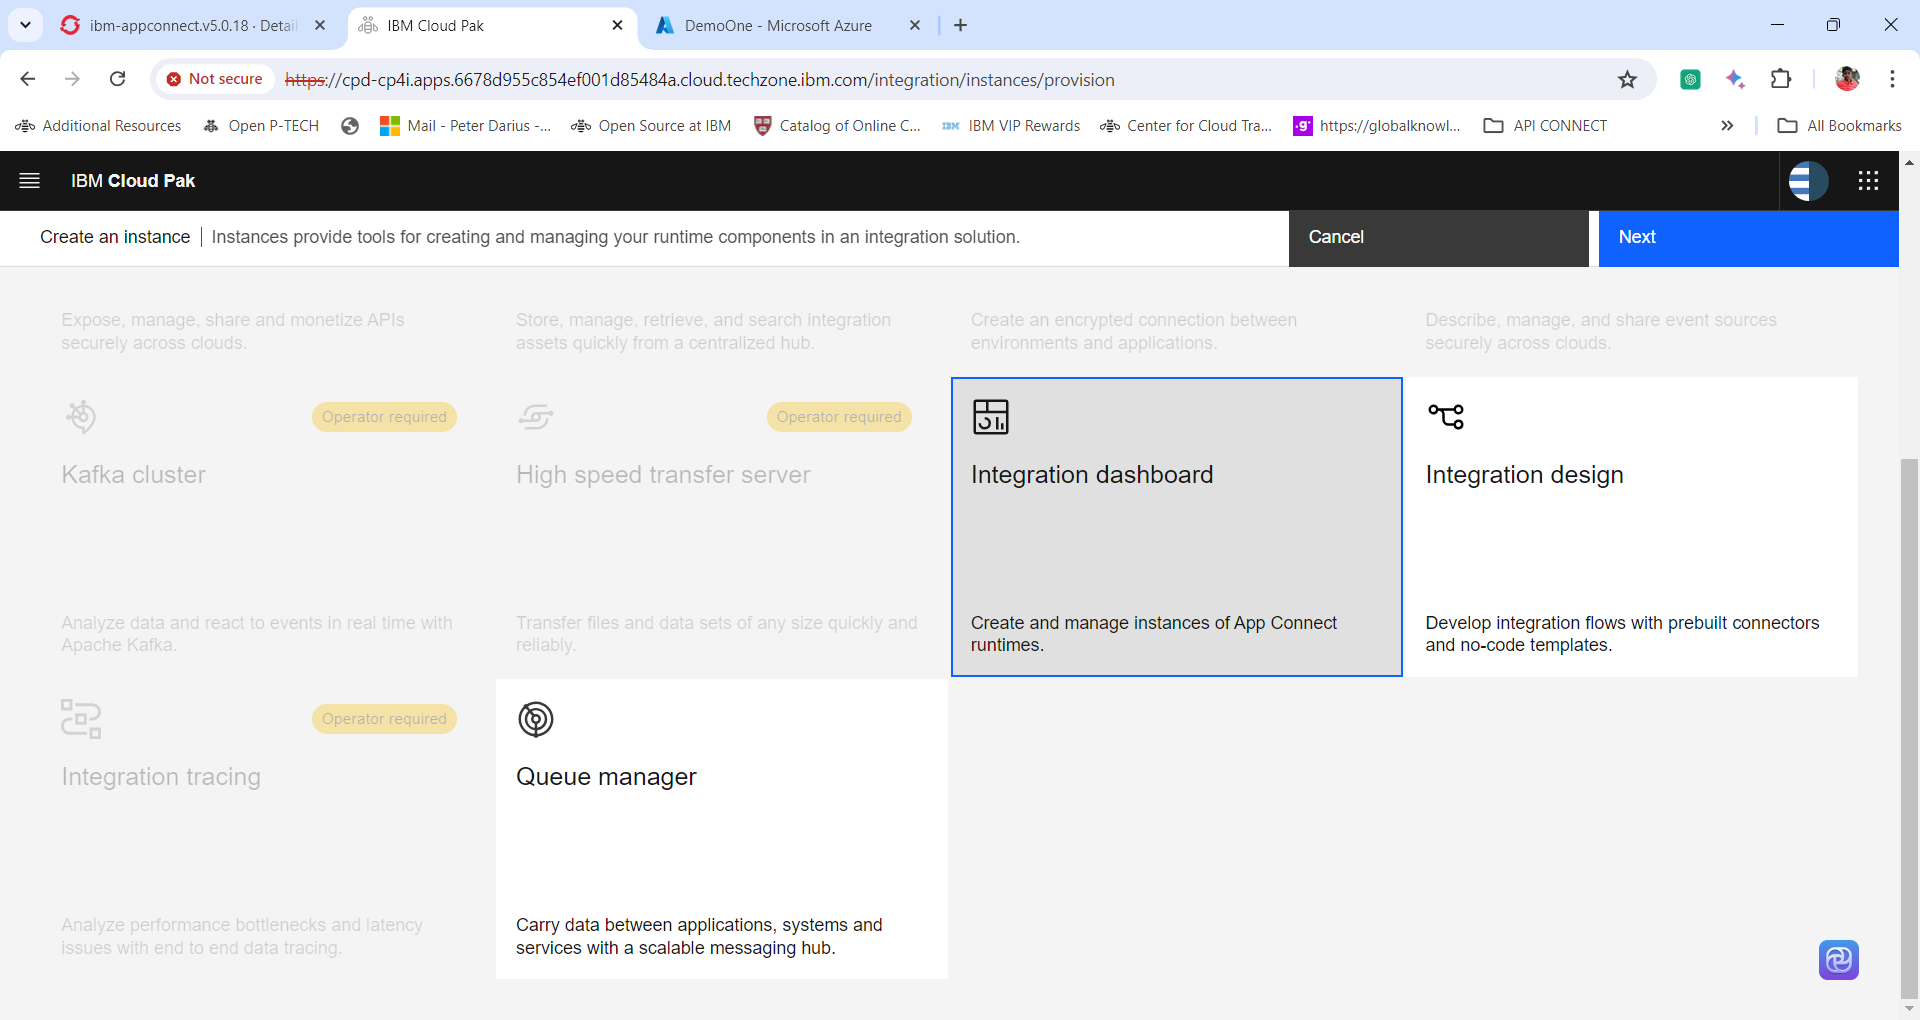 ibm-appconnect.v5.0.18 · Detail
IBM Cloud Pak
DemoOne - Microsoft Azure
Not secure
https://cpd-cp4i.apps.6678d955c854ef001d85484a.cloud.techzone.ibm.com/integration/instances/provision
Additional Resources
Open P-TECH
Mail - Peter Darius -...
Open Source at IBM
Catalog of Online C...
IBM
IBM VIP Rewards
Center for Cloud Tra...
·g·
https://globalknowl...
API CONNECT
All Bookmarks
IBM Cloud Pak
Create an instance
Instances provide tools for creating and managing your runtime components in an integration solution.
Cancel
Next
Expose, manage, share and monetize APIs
securely across clouds.
Store, manage, retrieve, and search integration
assets quickly from a centralized hub.
Create an encrypted connection between
environments and applications.
Describe, manage, and share event sources
securely across clouds.
Operator required
Kafka cluster
Analyze data and react to events in real time with
Apache Kafka.
Operator required
High speed transfer server
Transfer files and data sets of any size quickly and
reliably.
Integration dashboard
Create and manage instances of App Connect
runtimes.
Integration design
Develop integration flows with prebuilt connectors
and no-code templates.
Operator required
Integration tracing
Analyze performance bottlenecks and latency
issues with end to end data tracing.
Queue manager
Carry data between applications, systems and
services with a scalable messaging hub.